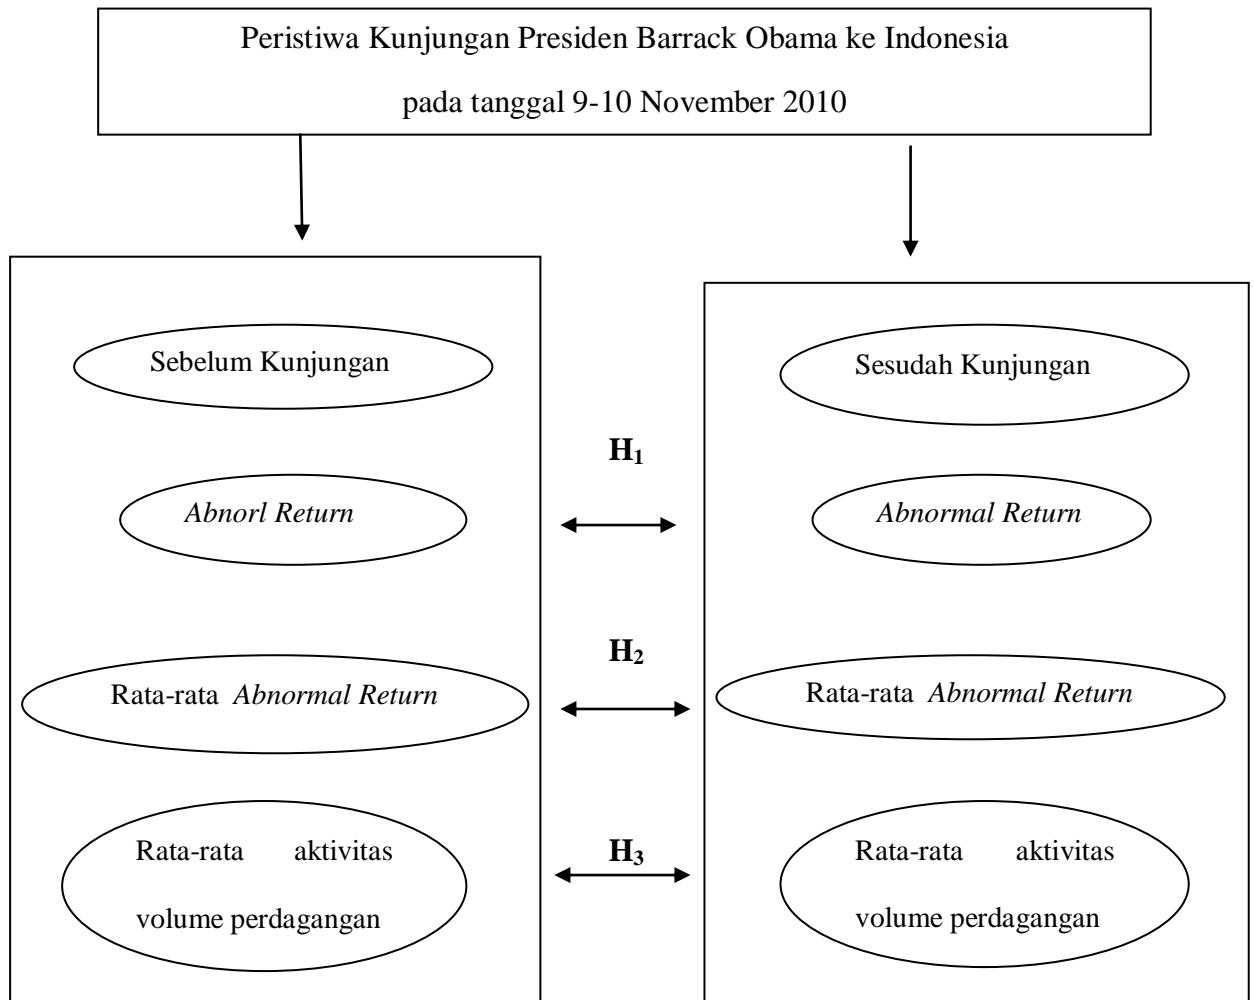 Peristiwa Kunjungan Presiden Barrack Obama ke Indonesia
pada tanggal 9-10 November 2010
Sebelum Kunjungan
Sesudah Kunjungan
H₁
Abnorl Return
Abnormal Return
H₂
Rata-rata Abnormal Return
Rata-rata Abnormal Return
H₃
Rata-rata aktivitas
volume perdagangan
Rata-rata aktivitas
volume perdagangan